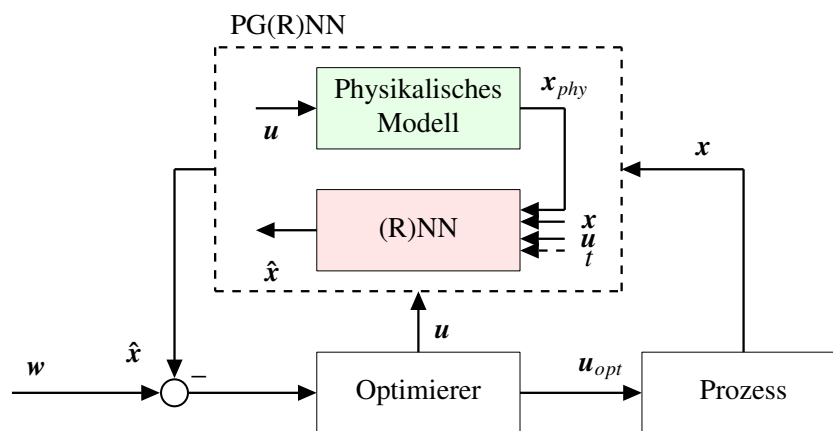 PG(R)NN
Physikalisches
Modell
x_phy
u
x
(R)NN
x
u
t
x̂
u
x̂
w
−
Optimierer
u_opt
Prozess